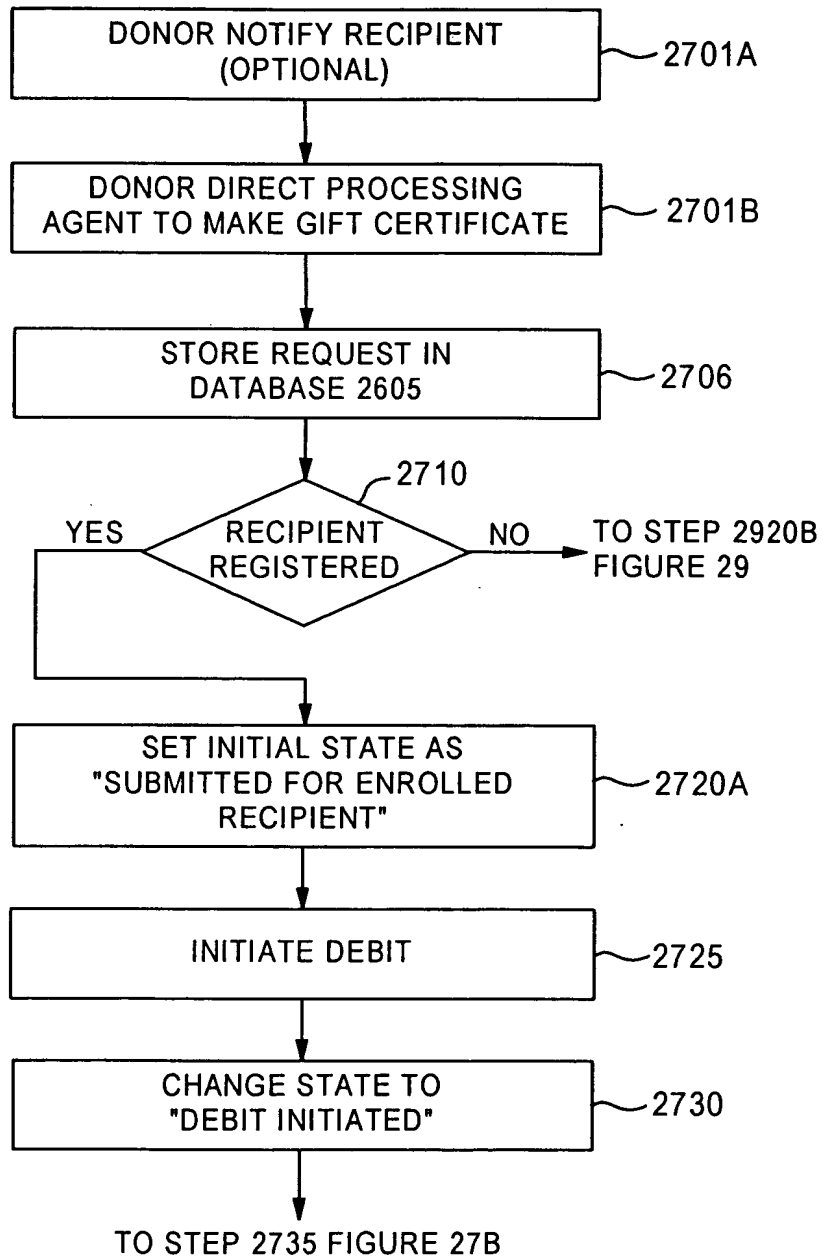 DONOR NOTIFY RECIPIENT
(OPTIONAL)
2701A
DONOR DIRECT PROCESSING
AGENT TO MAKE GIFT CERTIFICATE
2701B
STORE REQUEST IN
DATABASE 2605
2706
2710
YES
RECIPIENT
REGISTERED
NO
TO STEP 2920B
FIGURE 29
SET INITIAL STATE AS
"SUBMITTED FOR ENROLLED
RECIPIENT"
2720A
INITIATE DEBIT
2725
CHANGE STATE TO
"DEBIT INITIATED"
2730
TO STEP 2735 FIGURE 27B